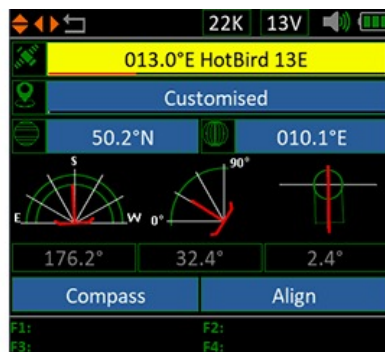 22K 13V
013.0°E HotBird 13E
Customised
50.2°N 010.1°E
S 90°
E W 0°
176.2° 32.4° 2.4°
Compass Align
F1: F2:
F3: F4: